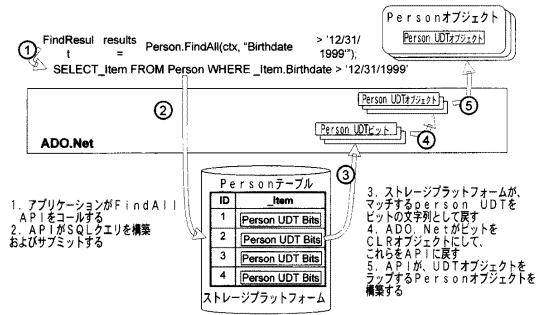 Personオブジェクト
Person UDTオブジェクト
FindResul results > '12/31/
t = Person.FindAll(ctx, "Birthdate 1999'");
①
SELECT_Item FROM Person WHERE _Item.Birthdate > '12/31/1999'
②
Person UDTオブジェクト
⑤
Person UDTビット
④
ADO.Net
③
Personテーブル
ID _Item
1 Person UDT Bits
2 Person UDT Bits
3 Person UDT Bits
4 Person UDT Bits
ストレージプラットフォーム
1. アプリケーションがFindAll
APIをコールする
2. APIがSQLクエリを構築
およびサブミットする
3. ストレージプラットフォームが、
マッチするperson UDTを
ビットの文字列として戻す
4. ADO. Netがビットを
CLRオブジェクトにして、
これらをAPIに戻す
5. APIが、UDTオブジェクトを
ラップするPersonオブジェクトを
構築する